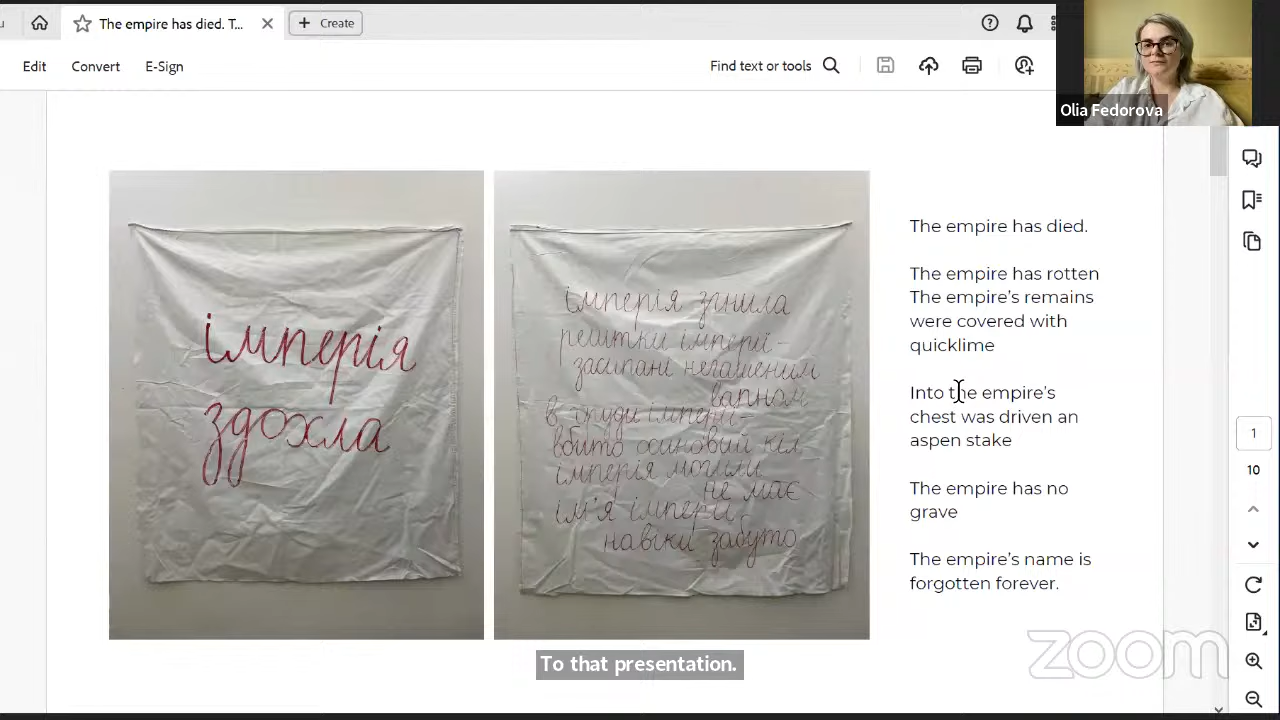 The empire has died. T...
Create
Edit
Convert
E-Sign
Find text or tools
Olia Fedorova
імперія
здохла
імперія згнила
рештки імперії -
засипані негашеним
вапном
в груди імперії -
вбито осиновий кіл
імперія могили
не має
ім'я імперії
навіки забуто
The empire has died.
The empire has rotten
The empire's remains
were covered with
quicklime
Into the empire's
chest was driven an
aspen stake
The empire has no
grave
The empire's name is
forgotten forever.
1
10
To that presentation.
zoom